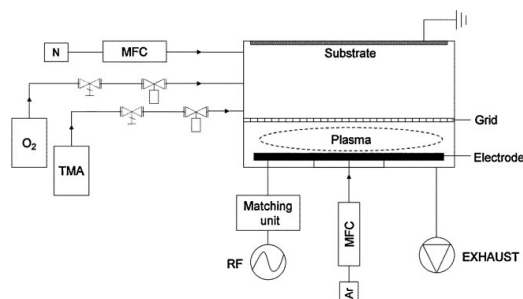 N
MFC
Substrate
O2
TMA
Grid
Plasma
Electrode
Matching
unit
RF
MFC
Ar
EXHAUST